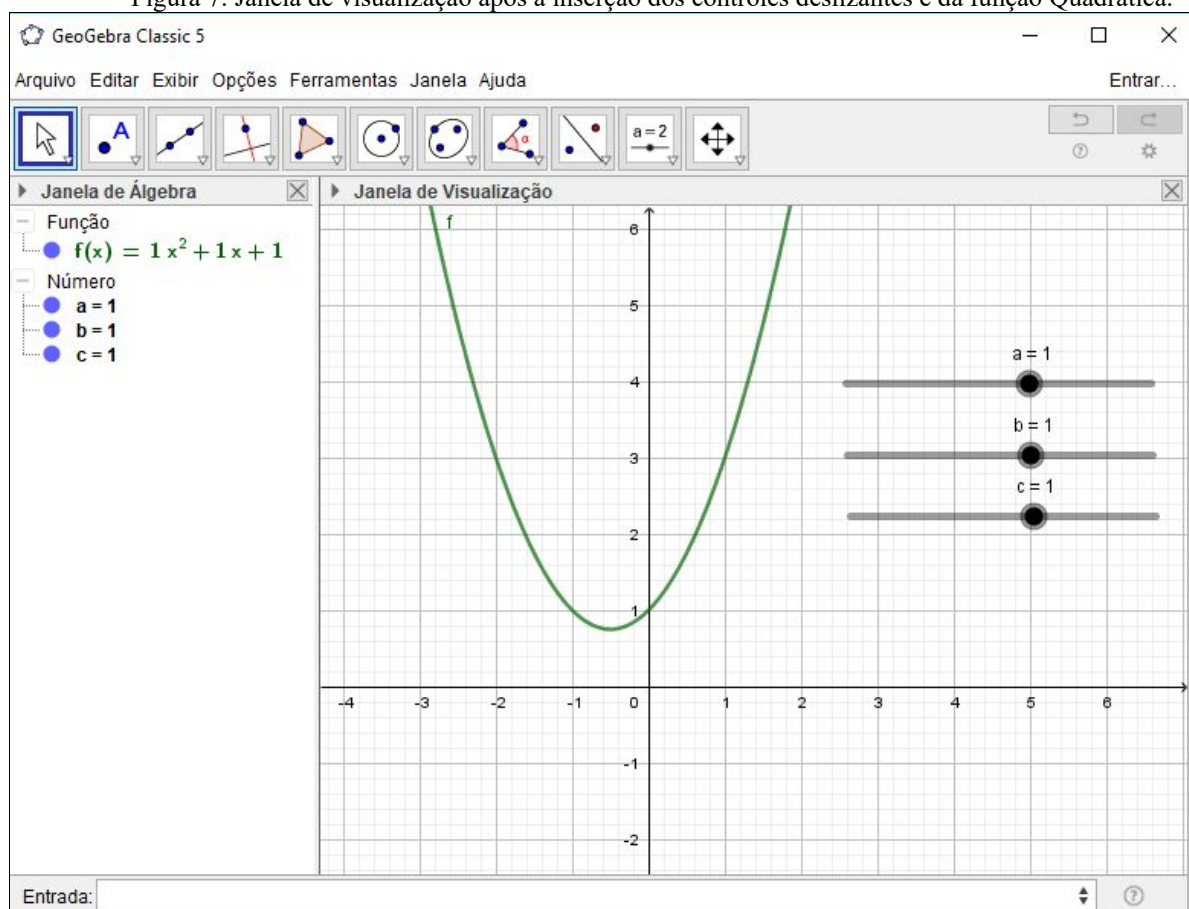 Figura 7: Janela de visualização após a inserção dos controles deslizantes e da função Quadrática.
GeoGebra Classic 5
Arquivo Editar Exibir Opções Ferramentas Janela Ajuda Entrar...
A α a = 2
Janela de Álgebra
Função
f(x) = 1 x² + 1 x + 1
Número
a = 1
b = 1
c = 1
Janela de Visualização
f
6
5
4
3
2
1
-4 -3 -2 -1 0 1 2 3 4 5 6
-1
-2
a = 1
b = 1
c = 1
Entrada: